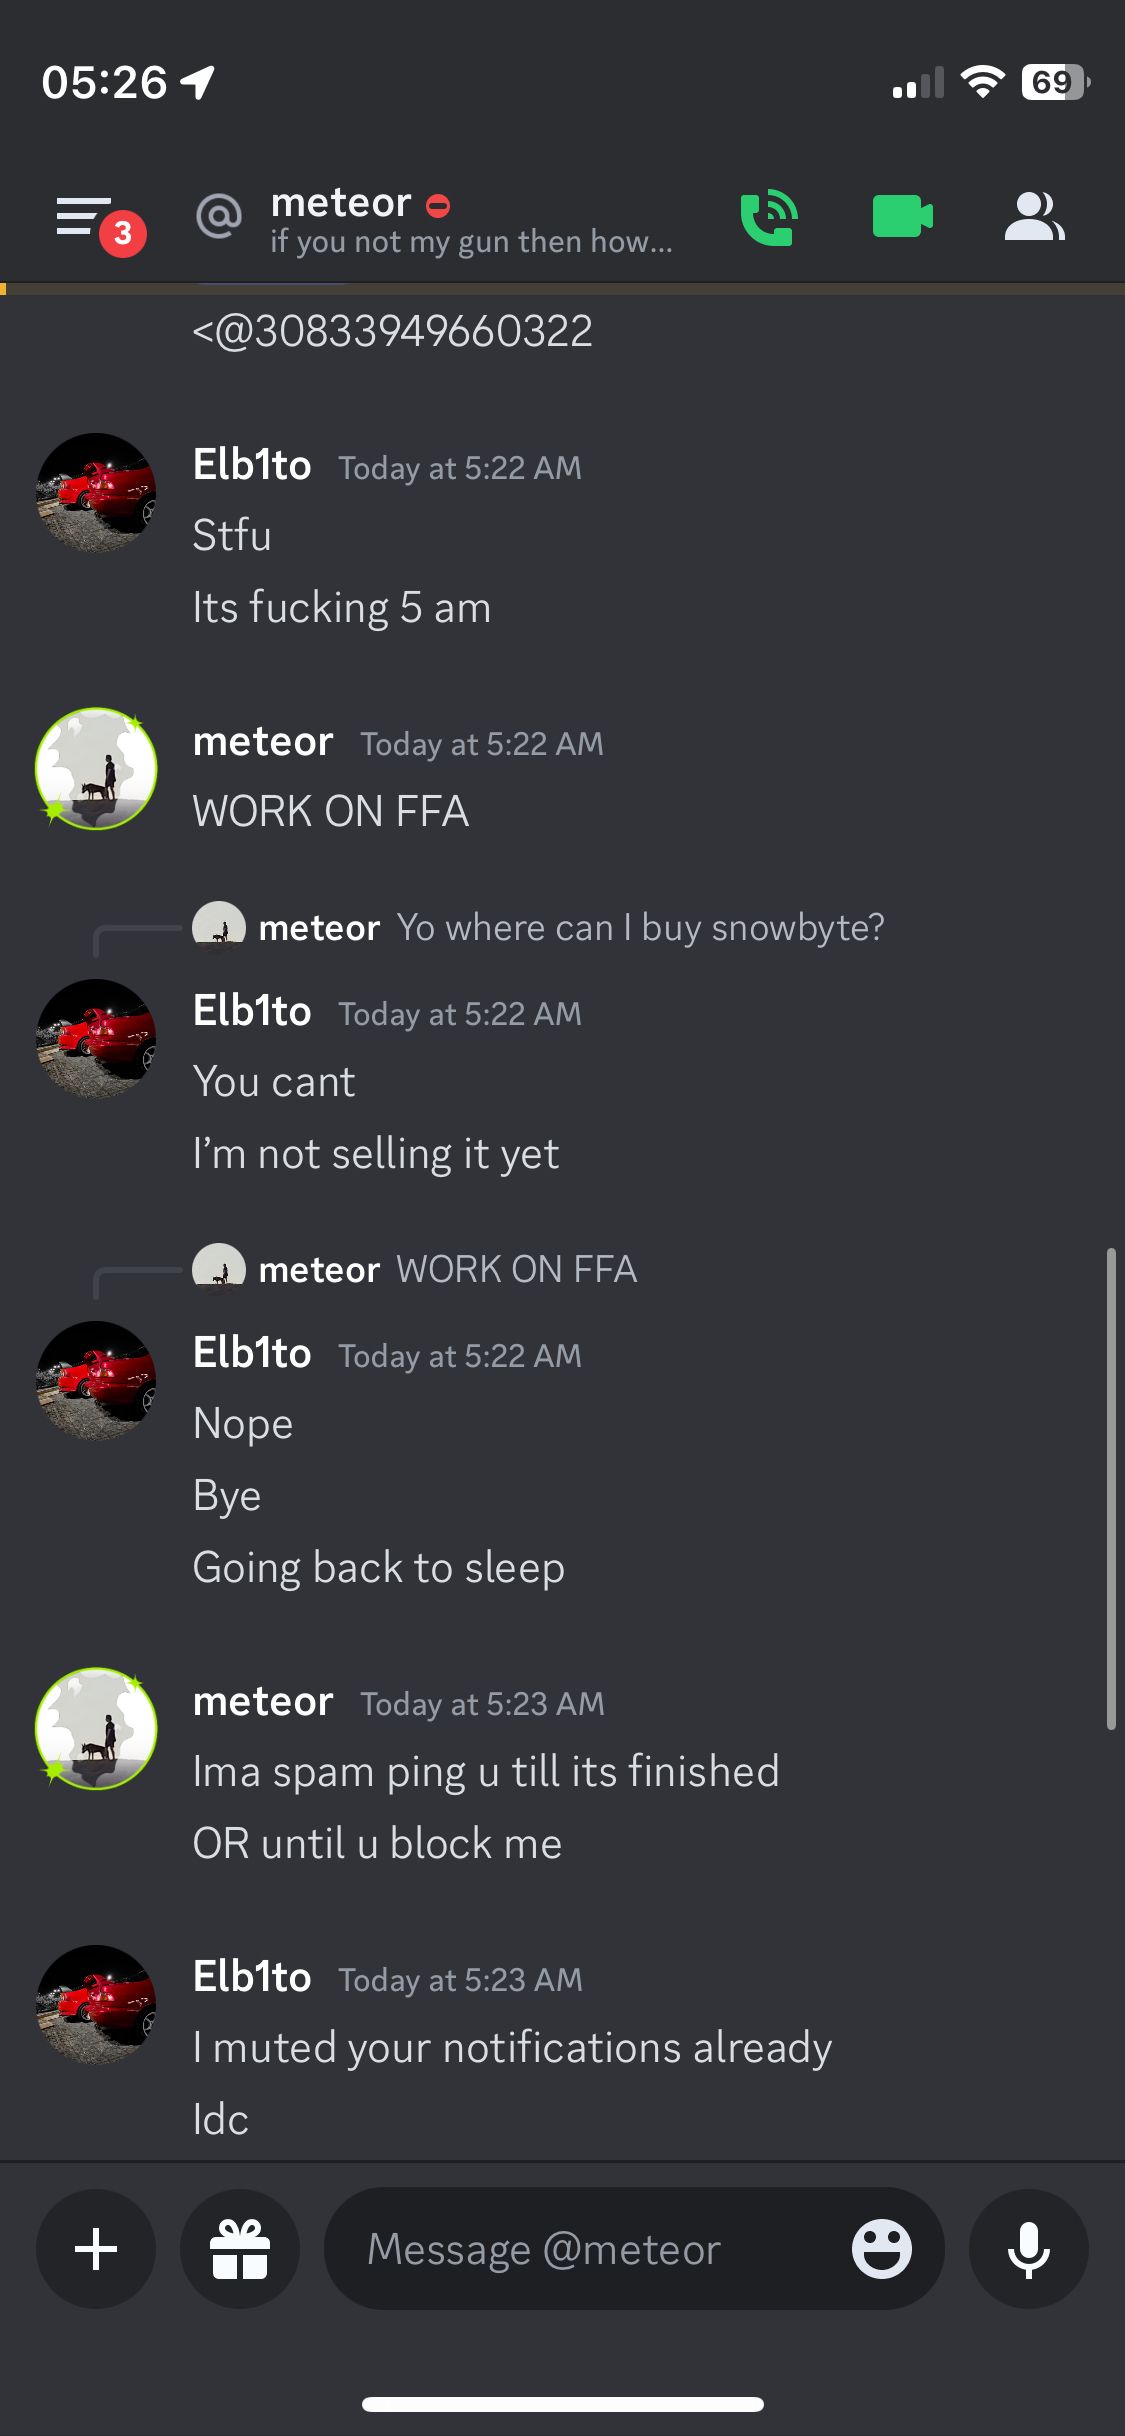 05:26
69
meteor
if you not my gun then how...
3
<@30833949660322
Elb1to Today at 5:22 AM
Stfu
Its fucking 5 am
meteor Today at 5:22 AM
WORK ON FFA
meteor Yo where can I buy snowbyte?
Elb1to Today at 5:22 AM
You cant
I'm not selling it yet
meteor WORK ON FFA
Elb1to Today at 5:22 AM
Nope
Bye
Going back to sleep
meteor Today at 5:23 AM
Ima spam ping u till its finished
OR until u block me
Elb1to Today at 5:23 AM
I muted your notifications already
Idc
Message @meteor